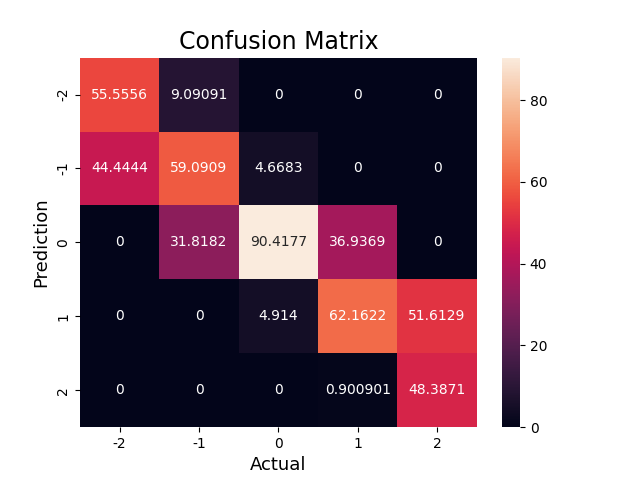 Confusion Matrix
-2 55.5556 9.09091 0 0 0
-1 44.4444 59.0909 4.6683 0 0
0 0 31.8182 90.4177 36.9369 0
1 0 0 4.914 62.1622 51.6129
2 0 0 0 0.900901 48.3871
-2 -1 0 1 2
Prediction
Actual
80
60
40
20
0